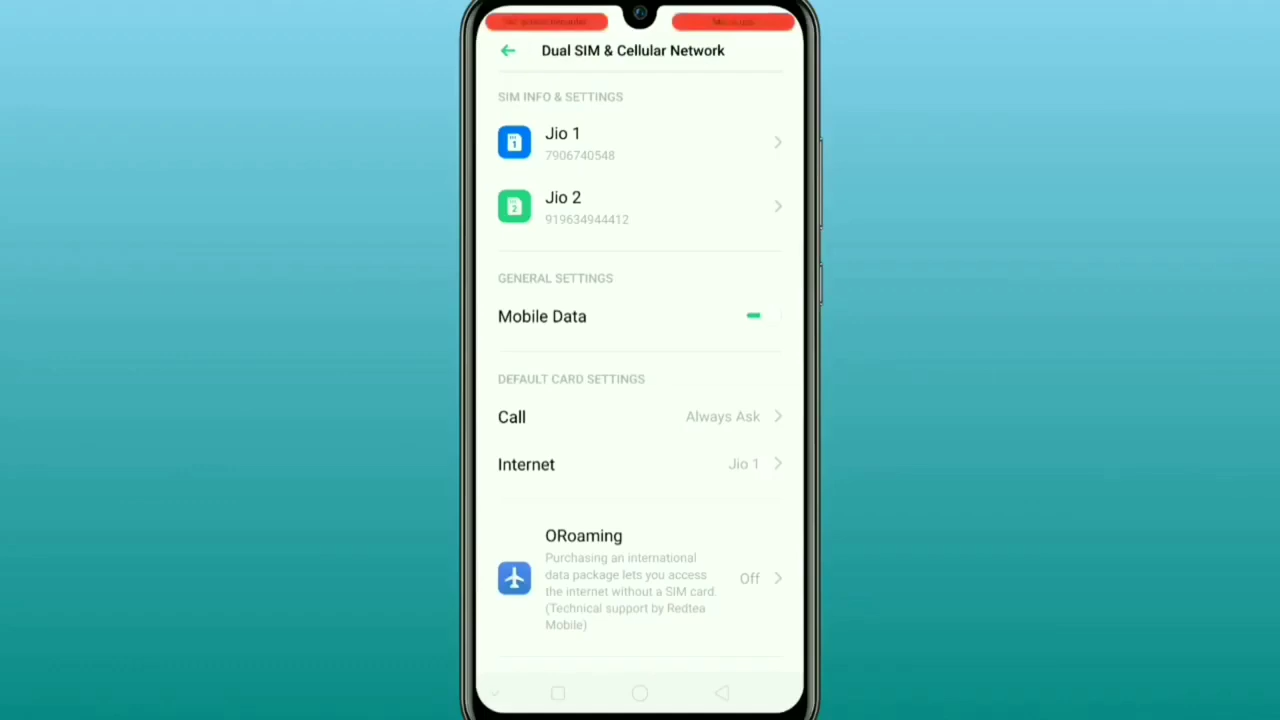 Dual SIM & Cellular Network
SIM INFO & SETTINGS
1
Jio 1
7906740548
2
Jio 2
919634944412
GENERAL SETTINGS
Mobile Data
DEFAULT CARD SETTINGS
Call
Always Ask
Internet
Jio 1
ORoaming
Purchasing an international
data package lets you access
the internet without a SIM card.
(Technical support by Redtea
Mobile)
Off